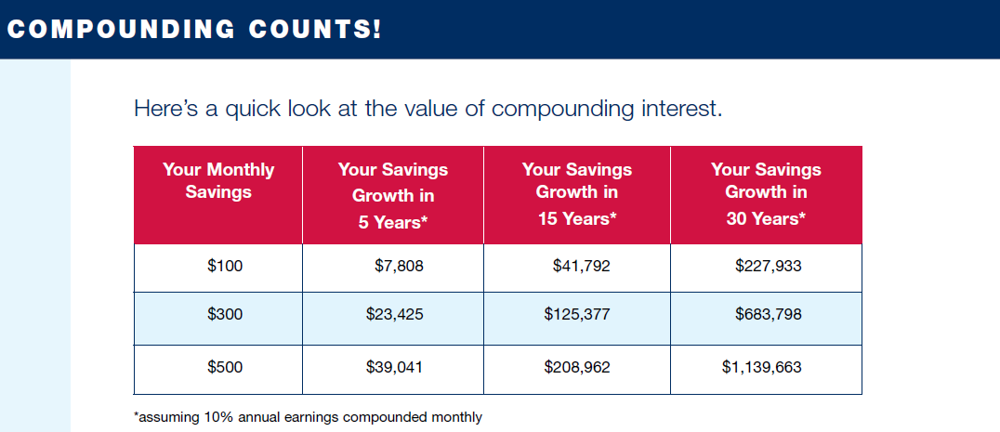 COMPOUNDING COUNTS!
Here's a quick look at the value of compounding interest.
Your Monthly
Savings
Your Savings
Growth in
5 Years*
Your Savings
Growth in
15 Years*
Your Savings
Growth in
30 Years*
$100 $7,808 $41,792 $227,933
$300 $23,425 $125,377 $683,798
$500 $39,041 $208,962 $1,139,663
*assuming 10% annual earnings compounded monthly